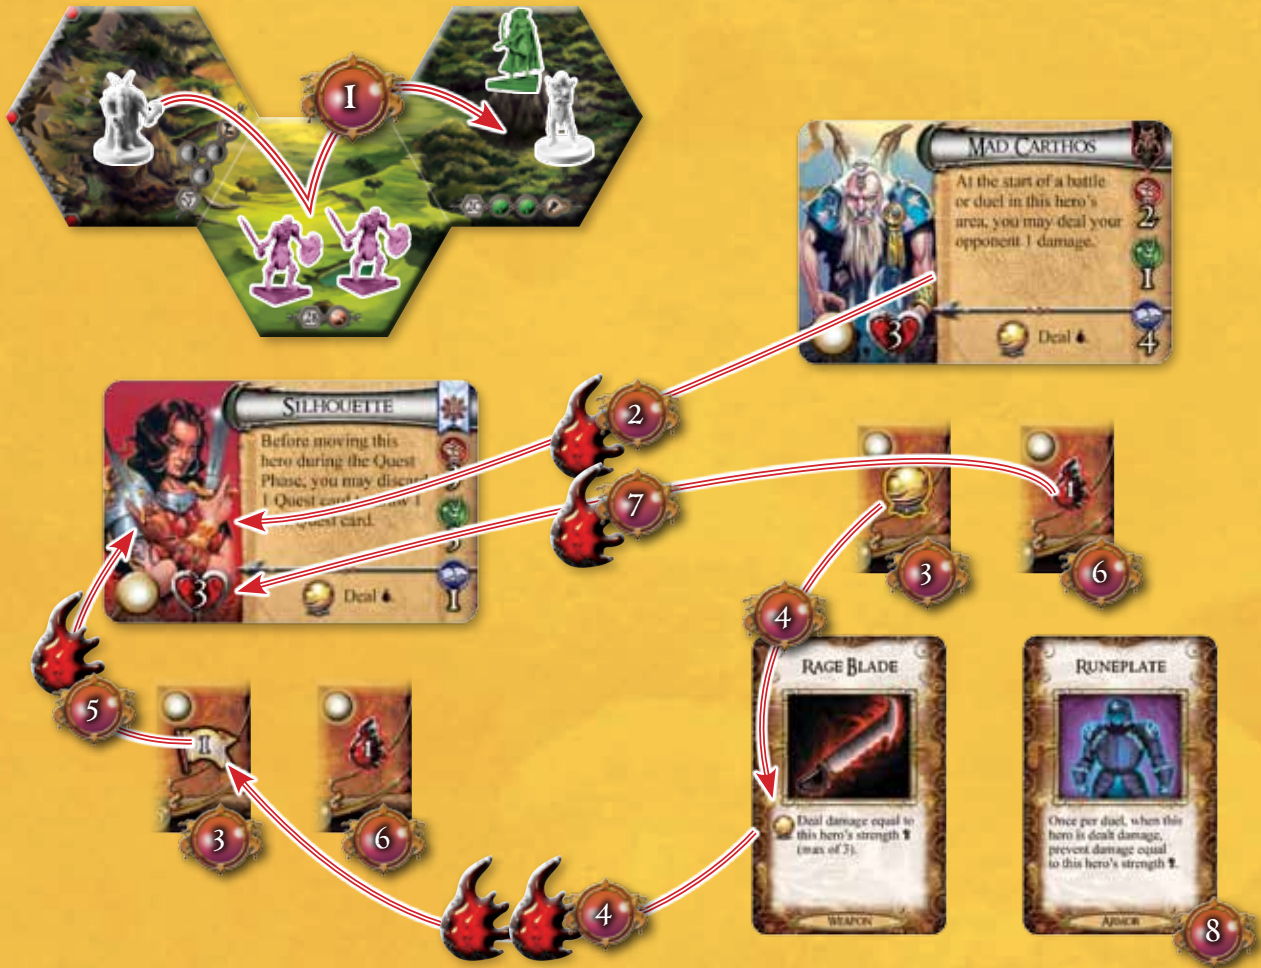 1
MAD CARTHOS
At the start of a battle
or duel in this hero's
area, you may deal your
opponent 1 damage.
2
1
4
3
Deal
SILHOUETTE
Before moving this
hero during the Quest
Phase, you may discard
1 Quest card
Quest card.
3
1
Deal
2
7
1
3
6
4
5
1
3
1
6
4
RAGE BLADE
Deal damage equal to
this hero's strength
(max of 3).
WEAPON
RUNEPLATE
Once per duel, when this
hero is dealt damage,
prevent damage equal
to this hero's strength .
ARMOR
8